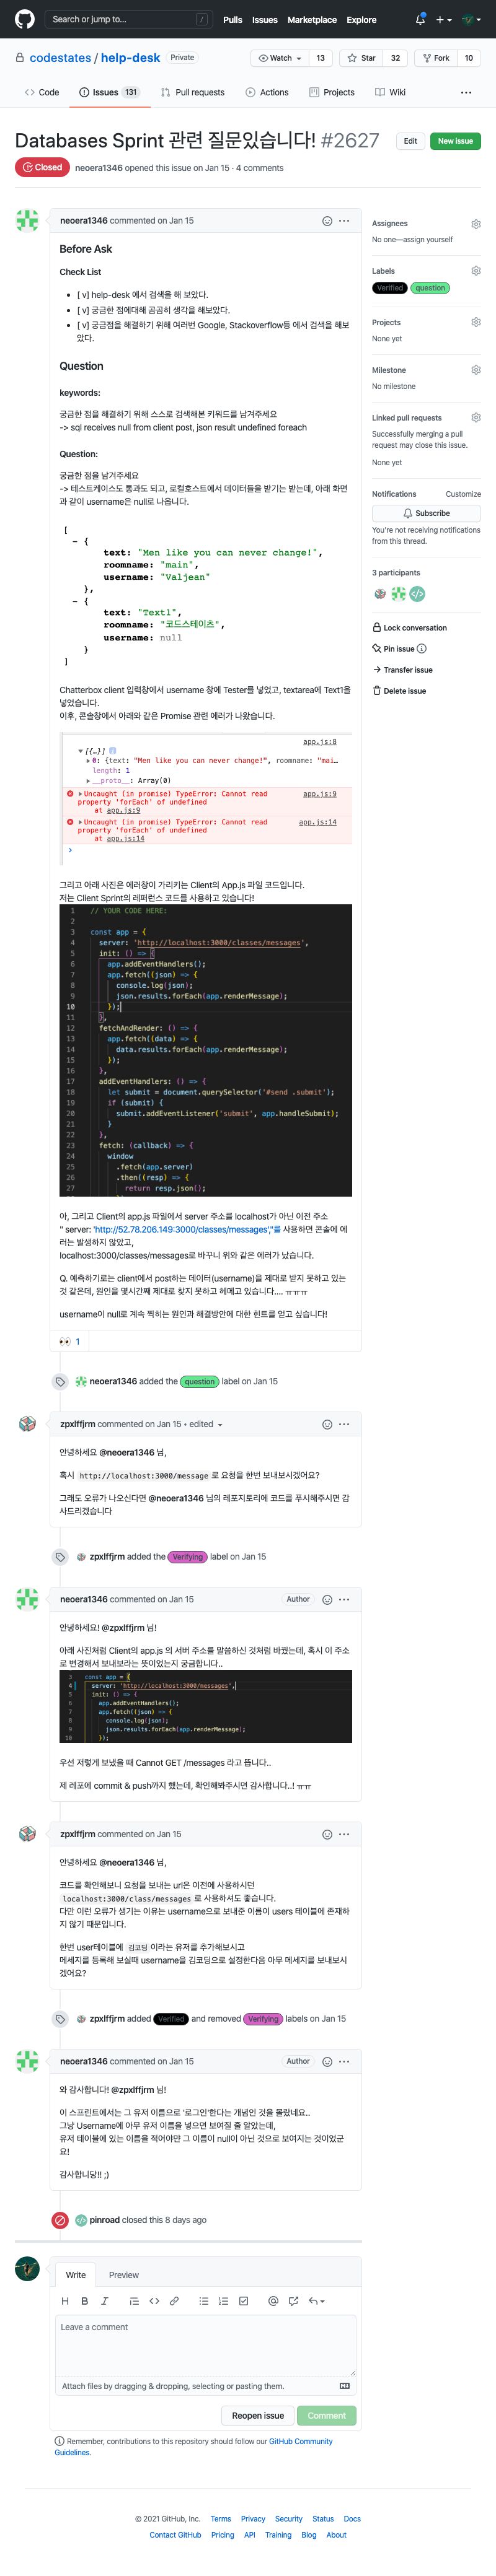 Search or jump to...
/
Pulls Issues Marketplace Explore
codestates / help-desk Private
Watch 13 Star 32 Fork 10
Code Issues 131 Pull requests Actions Projects Wiki
Databases Sprint 관련 질문있습니다! #2627
Edit New issue
Closed neoera1346 opened this issue on Jan 15 · 4 comments
neoera1346 commented on Jan 15
Before Ask
Check List
• [ v] help-desk 에서 검색을 해 보았다.
• [ v] 궁금한 점에대해 곰곰히 생각을 해보았다.
• [ v] 궁금점을 해결하기 위해 여러번 Google, Stackoverflow등 에서 검색을 해보
았다.
Question
keywords:
궁금한 점을 해결하기 위해 스스로 검색해본 키워드를 남겨주세요
-> sql receives null from client post, json result undefined foreach
Question:
궁금한 점을 남겨주세요
-> 테스트케이스도 통과도 되고, 로컬호스트에서 데이터들을 받기는 받는데, 아래 화면
과 같이 username은 null로 나옵니다.
[
− {
text: "Men like you can never change!",
roomname: "main",
username: "Valjean"
},
− {
text: "Text1",
roomname: "코드스테이츠",
username: null
}
]
Chatterbox client 입력창에서 username 창에 Tester를 넣었고, textarea에 Text1을
넣었습니다.
이후, 콘솔창에서 아래와 같은 Promise 관련 에러가 나왔습니다.
app.js:8
▼[{…}]
▶0: {text: "Men like you can never change!", roomname: "mai…
length: 1
▶__proto__: Array(0)
▶Uncaught (in promise) TypeError: Cannot read app.js:9
property 'forEach' of undefined
at app.js:9
▶Uncaught (in promise) TypeError: Cannot read app.js:14
property 'forEach' of undefined
at app.js:14
>
그리고 아래 사진은 에러창이 가리키는 Client의 App.js 파일 코드입니다.
저는 Client Sprint의 레퍼런스 코드를 사용하고 있습니다!
1 // YOUR CODE HERE:
2
3 const app = {
4 server: 'http://localhost:3000/classes/messages',
5 init: () => {
6 app.addEventHandlers();
7 app.fetch((json) => {
8 console.log(json);
9 json.results.forEach(app.renderMessage);
10 });
11 },
12 fetchAndRender: () => {
13 app.fetch((data) => {
14 data.results.forEach(app.renderMessage);
15 });
16 },
17 addEventHandlers: () => {
18 let submit = document.querySelector('#send .submit');
19 if (submit) {
20 submit.addEventListener('submit', app.handleSubmit);
21 }
22 },
23 fetch: (callback) => {
24 window
25 .fetch(app.server)
26 .then((resp) => {
27 return resp.json();
아, 그리고 Client의 app.js 파일에서 server 주소를 localhost가 아닌 이전 주소
" server: 'http://52.78.206.149:3000/classes/messages',"를 사용하면 콘솔에 에
러는 발생하지 않았고,
localhost:3000/classes/messages로 바꾸니 위와 같은 에러가 났습니다.
Q. 예측하기로는 client에서 post하는 데이터(username)을 제대로 받지 못하고 있는
것 같은데, 원인을 몇시간째 제대로 찾지 못하고 헤메고 있습니다.... ㅠㅠㅠ
username이 null로 계속 찍히는 원인과 해결방안에 대한 힌트를 얻고 싶습니다!
👀 1
neoera1346 added the question label on Jan 15
zpxlffjrm commented on Jan 15 • edited
안녕하세요 @neoera1346 님,
혹시 http://localhost:3000/message 로 요청을 한번 보내보시겠어요?
그래도 오류가 나오신다면 @neoera1346 님의 레포지토리에 코드를 푸시해주시면 감
사드리겠습니다
zpxlffjrm added the Verifying label on Jan 15
neoera1346 commented on Jan 15 Author
안녕하세요! @zpxlffjrm 님!
아래 사진처럼 Client의 app.js 의 서버 주소를 말씀하신 것처럼 바꿨는데, 혹시 이 주소
로 변경해서 보내보라는 뜻이었는지 궁금합니다..
3 const app = {
4 server: 'http://localhost:3000/messages',
5 init: () => {
6 app.addEventHandlers();
7 app.fetch((json) => {
8 console.log(json);
9 json.results.forEach(app.renderMessage);
10 });
우선 저렇게 보냈을 때 Cannot GET /messages 라고 뜹니다..
제 레포에 commit & push까지 했는데, 확인해봐주시면 감사합니다..! ㅠㅠ
zpxlffjrm commented on Jan 15
안녕하세요 @neoera1346 님,
코드를 확인해보니 요청을 보내는 url은 이전에 사용하시던
localhost:3000/class/messages 로 사용하셔도 좋습니다.
다만 이런 오류가 생기는 이유는 username으로 보내준 이름이 users 테이블에 존재하
지 않기 때문입니다.
한번 user테이블에 김코딩 이라는 유저를 추가해보시고
메세지를 등록해 보실때 username을 김코딩으로 설정한다음 아무 메세지를 보내보시
겠어요?
zpxlffjrm added Verified and removed Verifying labels on Jan 15
neoera1346 commented on Jan 15 Author
와 감사합니다! @zpxlffjrm 님!
이 스프린트에서는 그 유저 이름으로 '로그인'한다는 개념인 것을 몰랐네요..
그냥 Username에 아무 유저 이름을 넣으면 보여질 줄 알았는데,
유저 테이블에 있는 이름을 적어야만 그 이름이 null이 아닌 것으로 보여지는 것이었군
요!
감사합니당!! ;)
pinroad closed this 8 days ago
Write Preview
Leave a comment
Attach files by dragging & dropping, selecting or pasting them.
Reopen issue Comment
Remember, contributions to this repository should follow our GitHub Community
Guidelines.
Assignees
No one—assign yourself
Labels
Verified question
Projects
None yet
Milestone
No milestone
Linked pull requests
Successfully merging a pull
request may close this issue.
None yet
Notifications Customize
Subscribe
You're not receiving notifications
from this thread.
3 participants
Lock conversation
Pin issue
Transfer issue
Delete issue
© 2021 GitHub, Inc. Terms Privacy Security Status Docs
Contact GitHub Pricing API Training Blog About